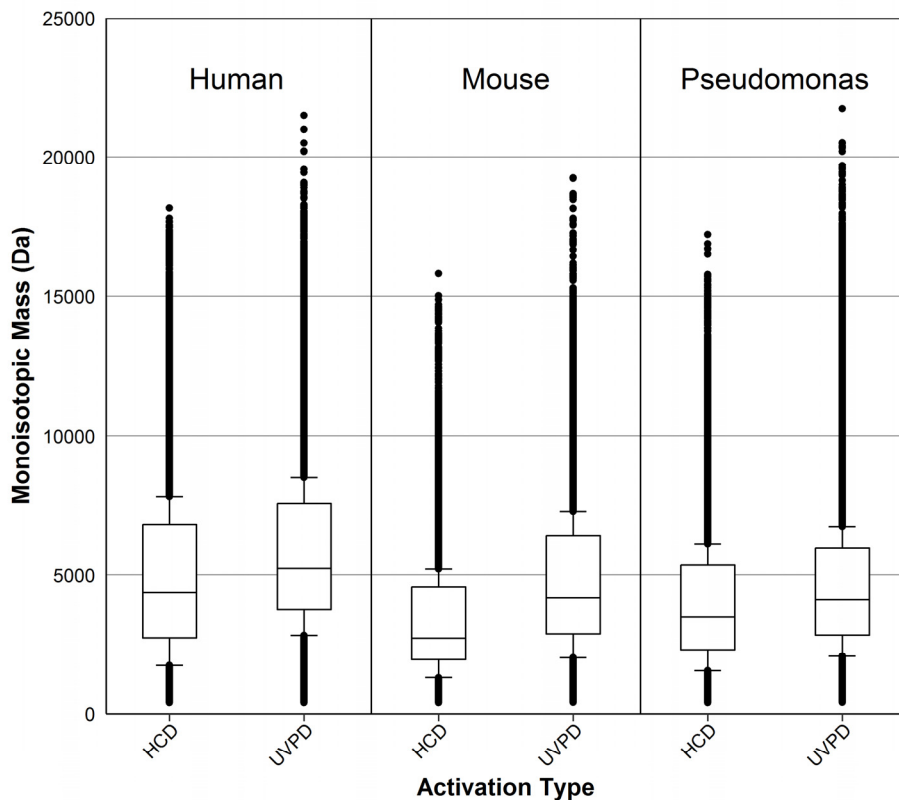 25000
20000
15000
10000
5000
0
Monoisotopic Mass (Da)
Human
Mouse
Pseudomonas
HCD
UVPD
HCD
UVPD
HCD
UVPD
Activation Type